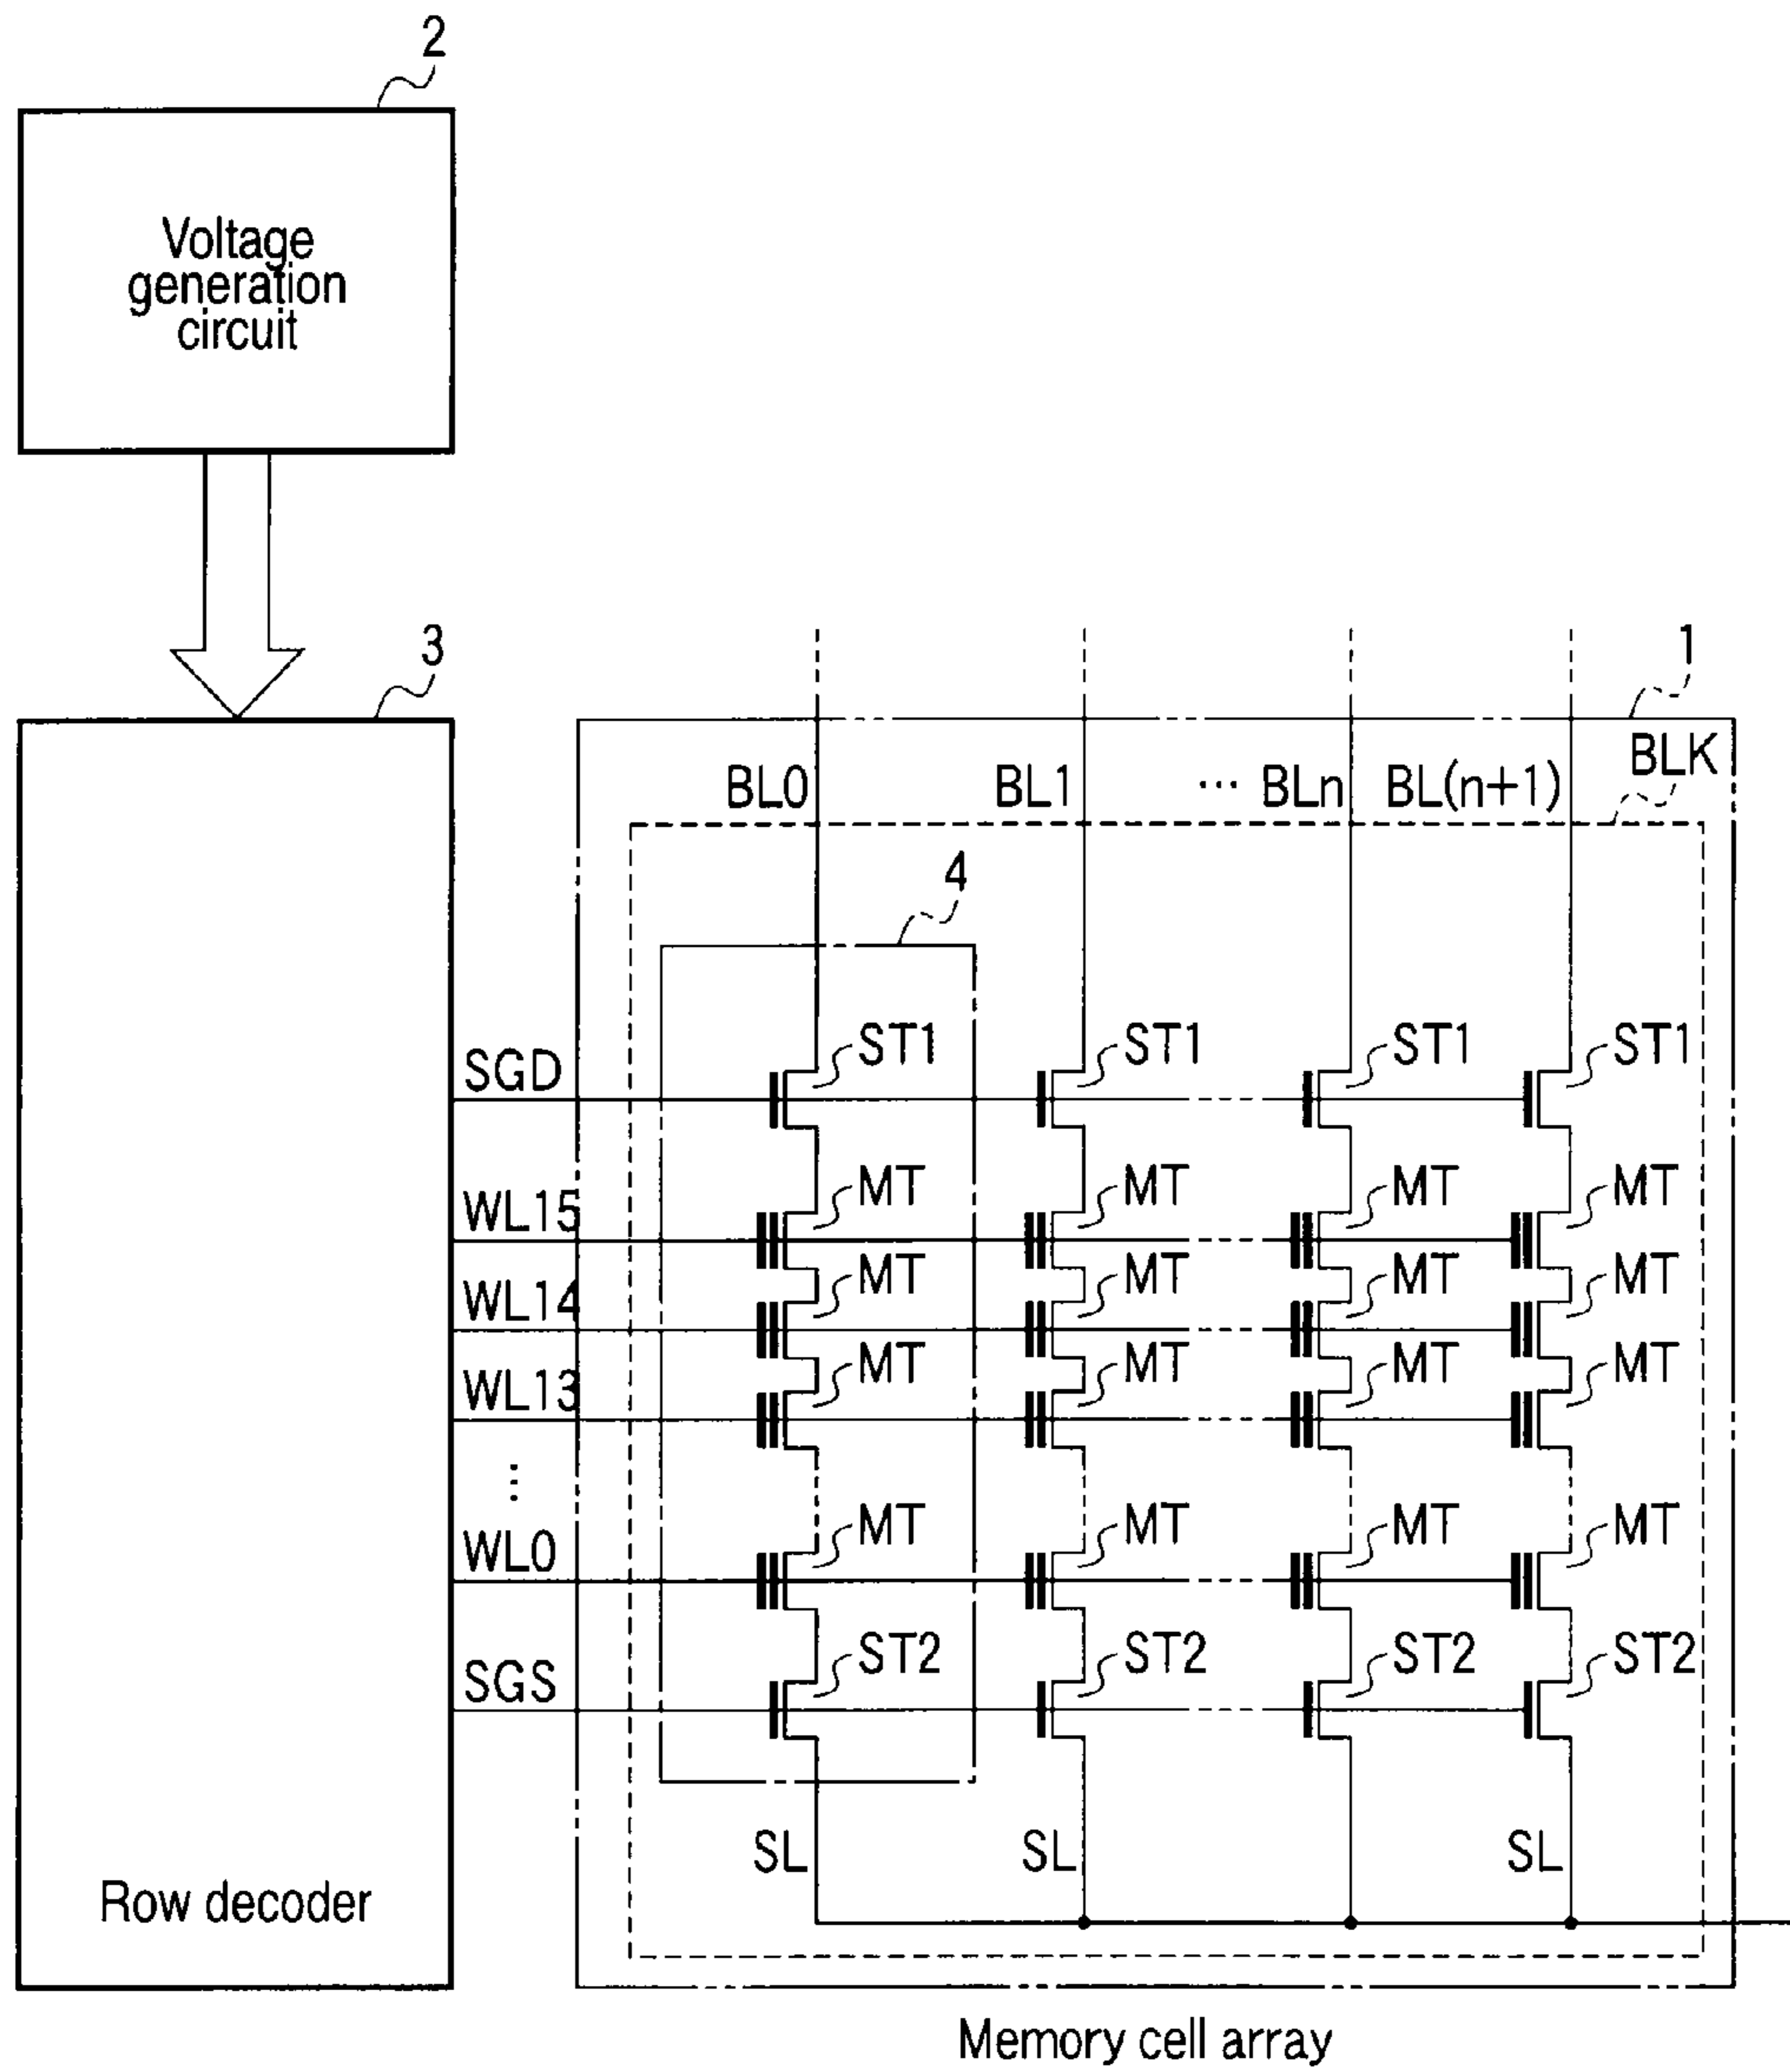 2
Voltage
generation
circuit
3
1
BLK
BL0 BL1 ... BLn BL(n+1)
4
SGD ST1 ST1 ST1 ST1
WL15 MT MT MT MT
WL14 MT MT MT MT
WL13 MT MT MT MT
⋮
WL0 MT MT MT MT
SGS ST2 ST2 ST2 ST2
SL SL SL
Row decoder
Memory cell array